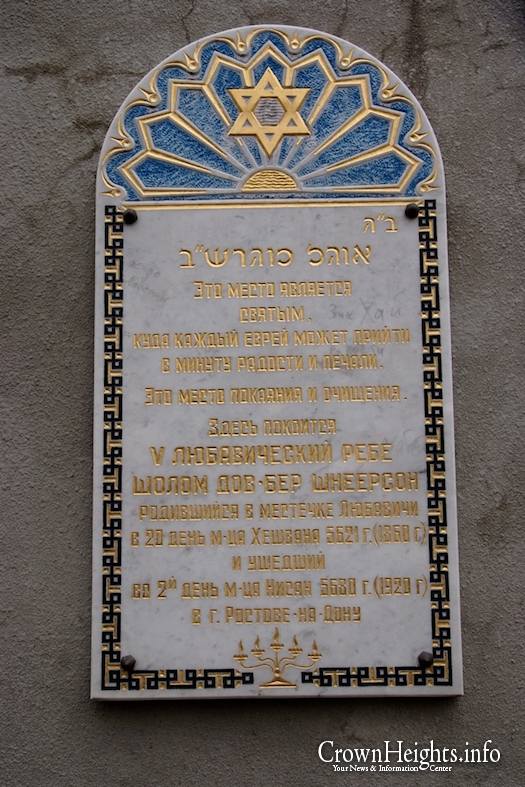 ב"ה
אוהל מוהרש"ב
Это место является
святым,
куда каждый еврей может прийти
в минуту радости и печали.
Это место покаяния и очищения.
Здесь покоится
V ЛЮБАВИЧЕСКИЙ РЕБЕ
ШОЛОМ ДОВ-БЕР ШНЕЕРСОН
родившийся в местечке Любавичи
в 20 день м-ца Хешвана 5621 г.(1860 г)
и ушедший
во 2й день м-ца Нисан 5680 г.(1920 г)
в г. Ростове-на-Дону
CrownHeights.info
Your News & Information Center